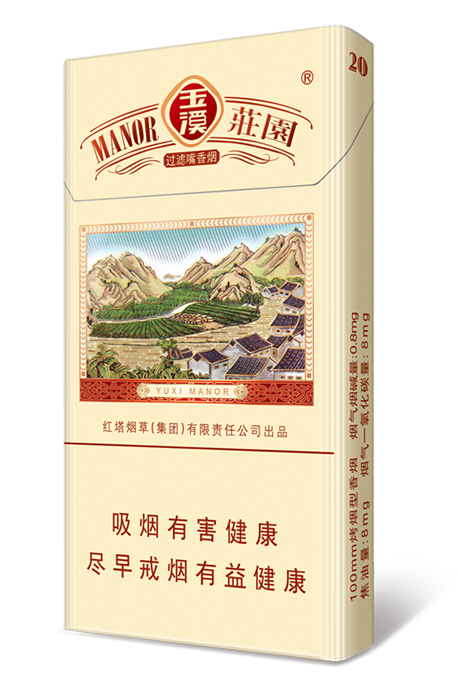 20
®
MANOR 玉溪 莊園
过滤嘴香烟
YUXI MANOR
红塔烟草(集团)有限责任公司出品
吸烟有害健康
尽早戒烟有益健康
100mm烤烟型香烟 烟气烟碱量:0.8mg
焦油量:8mg 烟气一氧化碳量:8mg